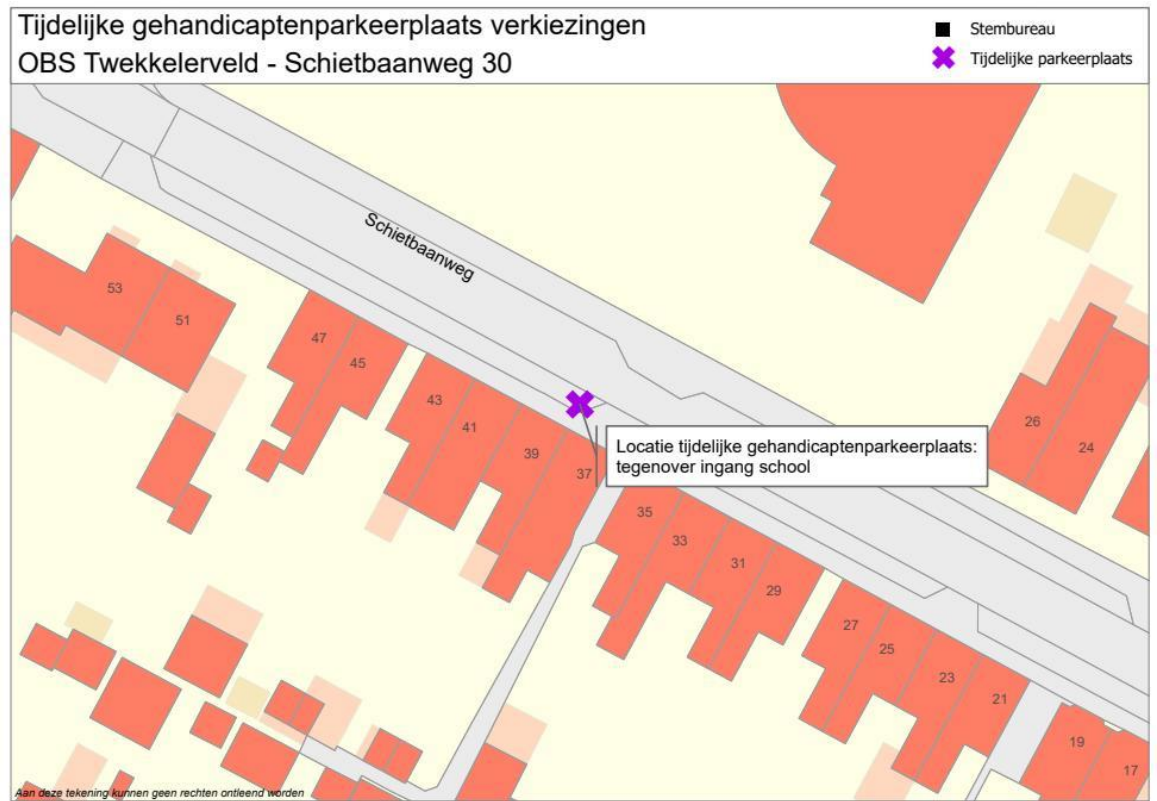 Tijdelijke gehandicaptenparkeerplaats verkiezingen
OBS Twekkelerveld - Schietbaanweg 30
Stembureau
Tijdelijke parkeerplaats
Schietbaanweg
53
51
47
45
43
41
39
37
Locatie tijdelijke gehandicaptenparkeerplaats:
tegenover ingang school
26
24
35
33
31
29
27
25
23
21
19
17
Aan deze tekening kunnen geen rechten ontleend worden